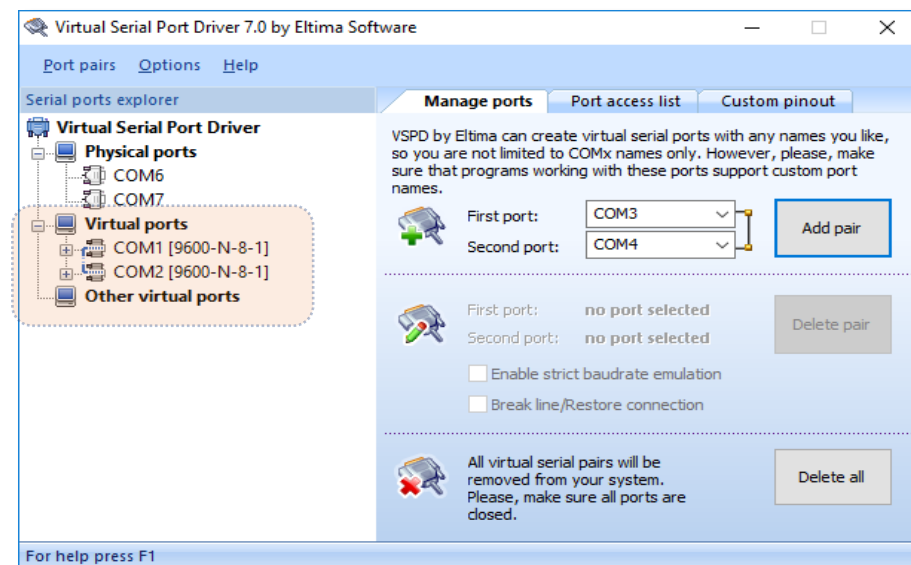 Virtual Serial Port Driver 7.0 by Eltima Software
Port pairs Options Help
Serial ports explorer
Virtual Serial Port Driver
Physical ports
COM6
COM7
Virtual ports
COM1 [9600-N-8-1]
COM2 [9600-N-8-1]
Other virtual ports
Manage ports Port access list Custom pinout
VSPD by Eltima can create virtual serial ports with any names you like,
so you are not limited to COMx names only. However, please, make
sure that programs working with these ports support custom port
names.
First port: COM3
Second port: COM4
Add pair
First port: no port selected
Second port: no port selected
Delete pair
Enable strict baudrate emulation
Break line/Restore connection
All virtual serial pairs will be
removed from your system.
Please, make sure all ports are
closed.
Delete all
For help press F1